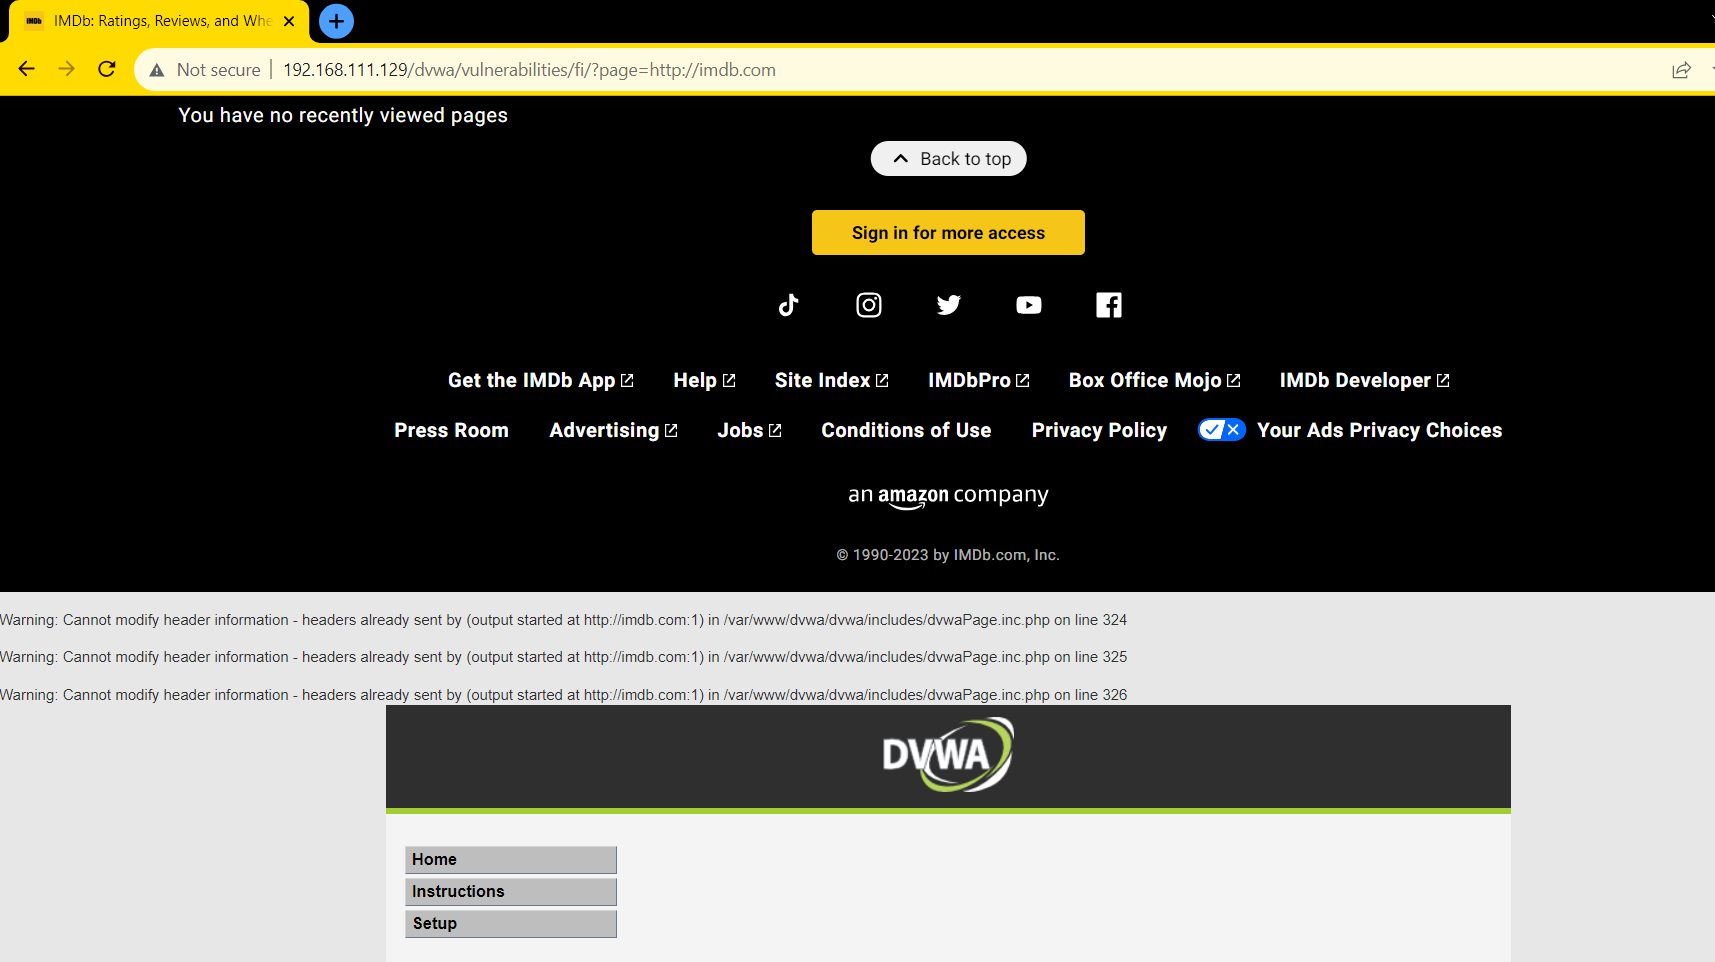 IMDb IMDb: Ratings, Reviews, and Whe
Not secure 192.168.111.129/dvwa/vulnerabilities/fi/?page=http://imdb.com
You have no recently viewed pages
Back to top
Sign in for more access
Get the IMDb App Help Site Index IMDbPro Box Office Mojo IMDb Developer
Press Room Advertising Jobs Conditions of Use Privacy Policy Your Ads Privacy Choices
an amazon company
© 1990-2023 by IMDb.com, Inc.
Warning: Cannot modify header information - headers already sent by (output started at http://imdb.com:1) in /var/www/dvwa/dvwa/includes/dvwaPage.inc.php on line 324
Warning: Cannot modify header information - headers already sent by (output started at http://imdb.com:1) in /var/www/dvwa/dvwa/includes/dvwaPage.inc.php on line 325
Warning: Cannot modify header information - headers already sent by (output started at http://imdb.com:1) in /var/www/dvwa/dvwa/includes/dvwaPage.inc.php on line 326
DVWA
Home
Instructions
Setup